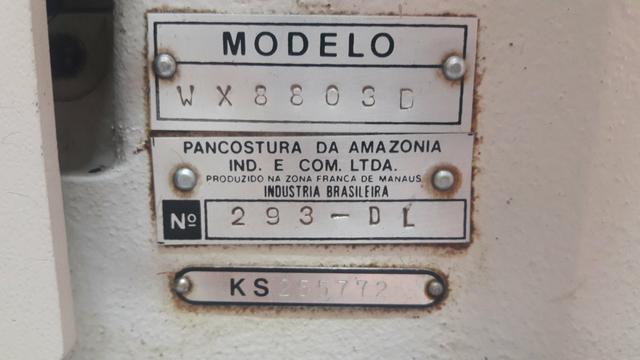 MODELO
WX8803D
PANCOSTURA DA AMAZONIA
IND. E COM. LTDA.
PRODUZIDO NA ZONA FRANCA DE MANAUS
INDUSTRIA BRASILEIRA
Nº 293-DL
KS